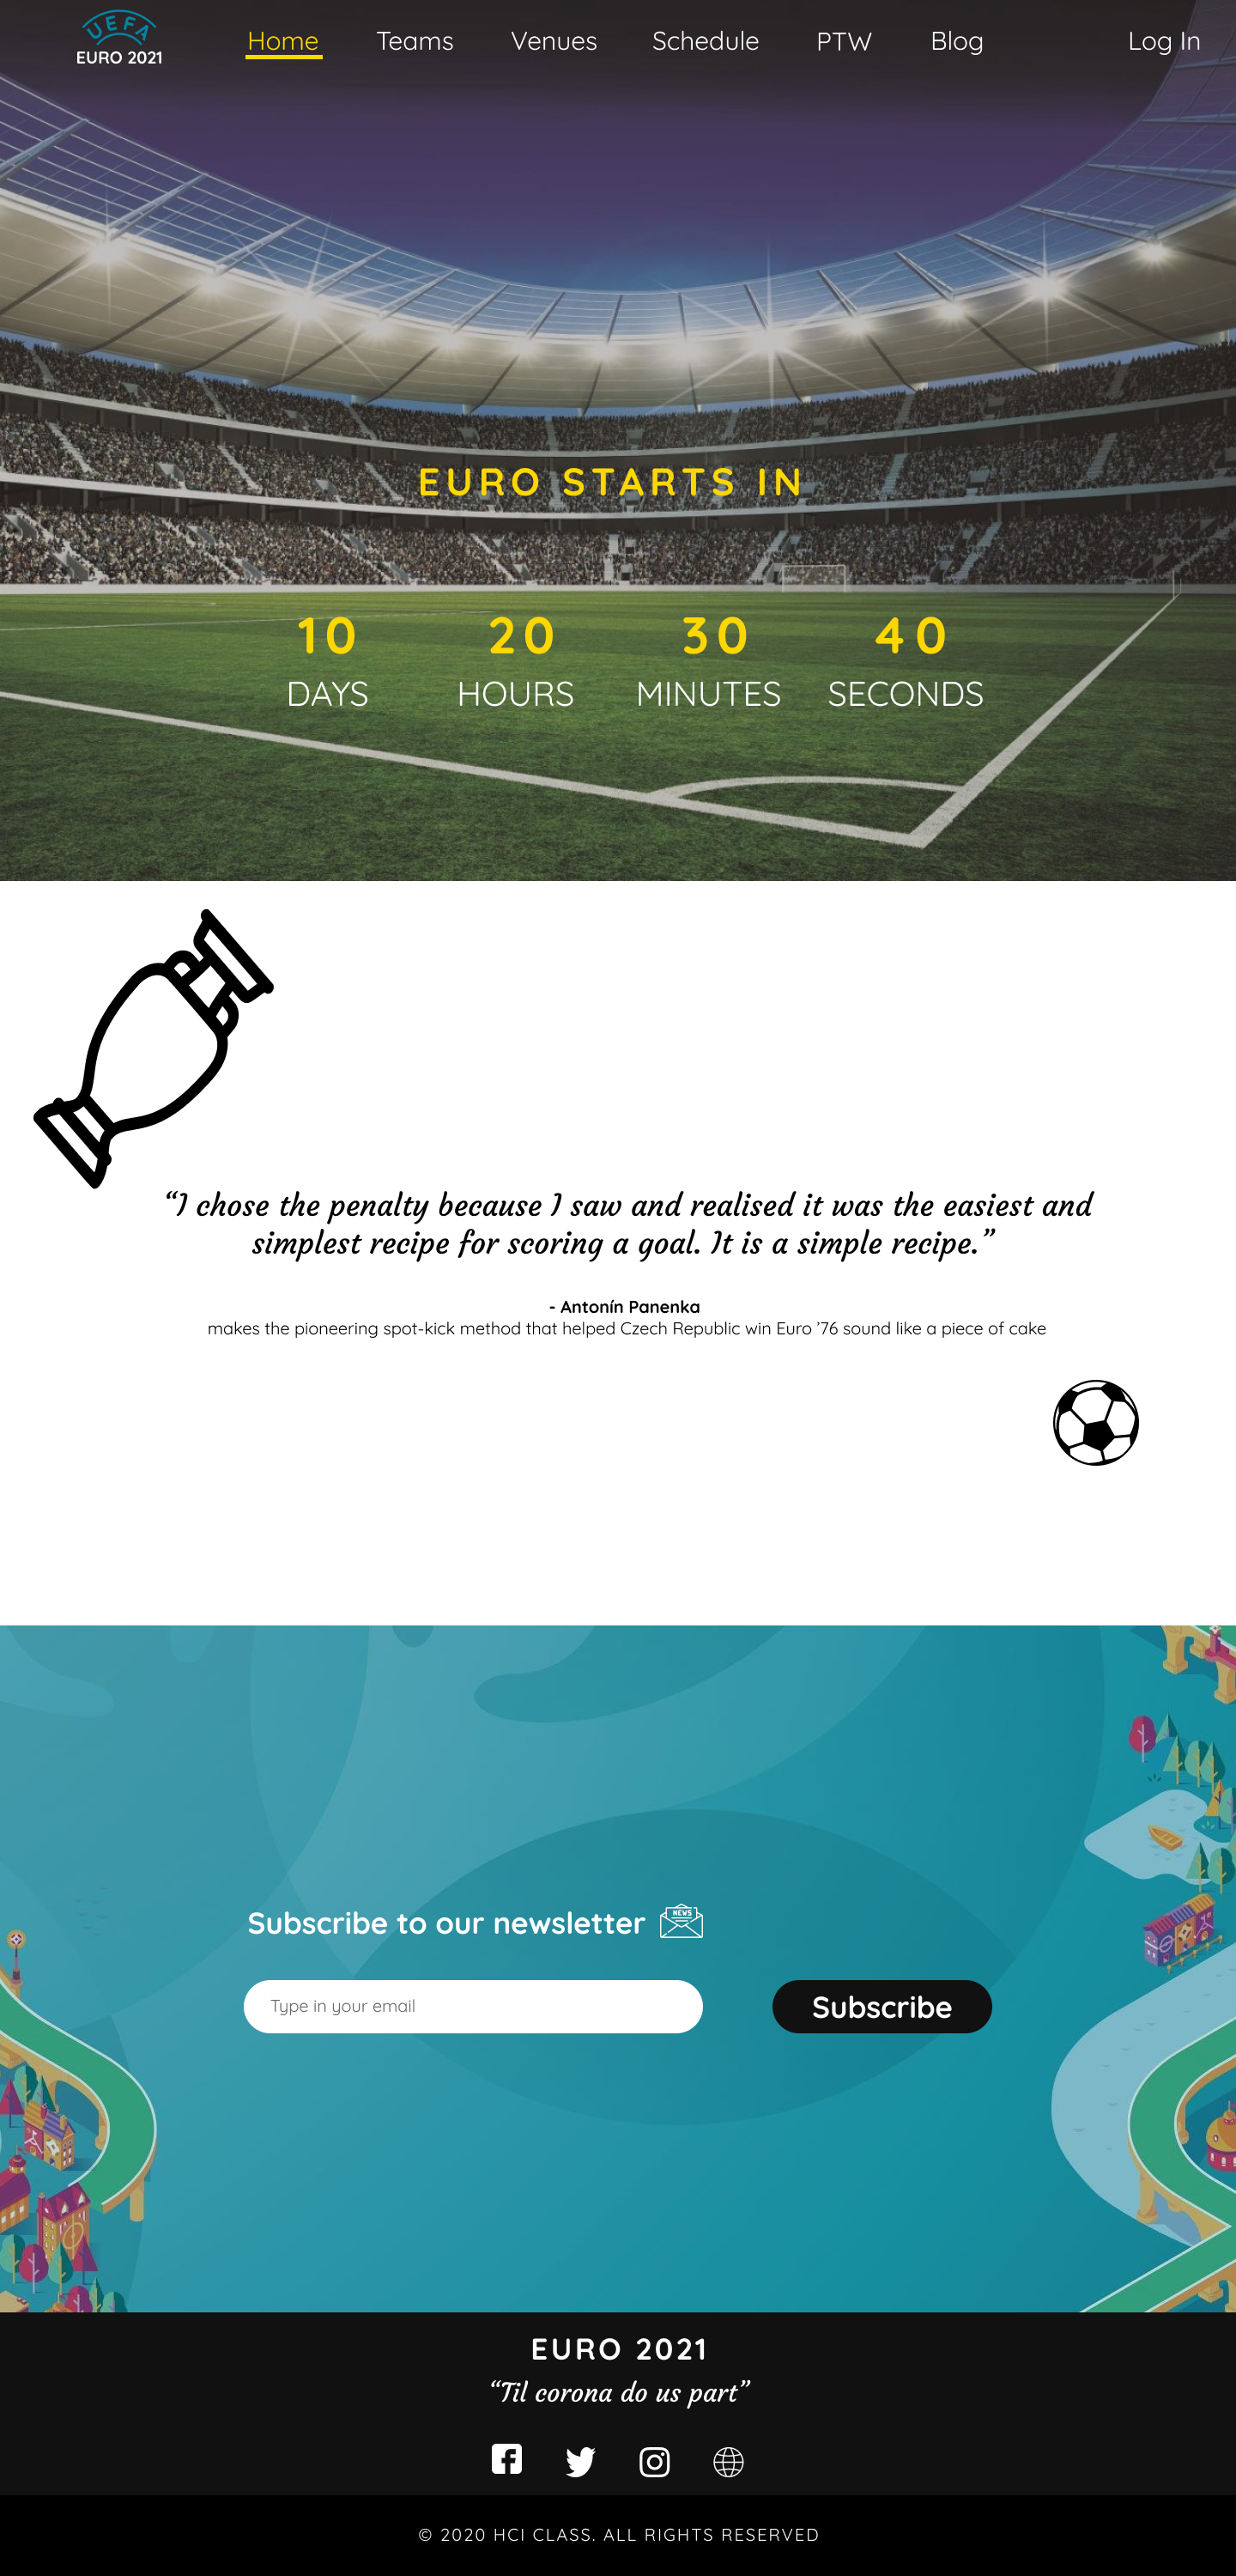 UEFA
EURO 2021
Home
Teams
Venues
Schedule
PTW
Blog
Log In
EURO STARTS IN
10
20
30
40
DAYS
HOURS
MINUTES
SECONDS
“I chose the penalty because I saw and realised it was the easiest and
simplest recipe for scoring a goal. It is a simple recipe.”
- Antonín Panenka
makes the pioneering spot-kick method that helped Czech Republic win Euro ’76 sound like a piece of cake
Subscribe to our newsletter
NEWS
Type in your email
Subscribe
EURO 2021
“Til corona do us part”
© 2020 HCI CLASS. ALL RIGHTS RESERVED